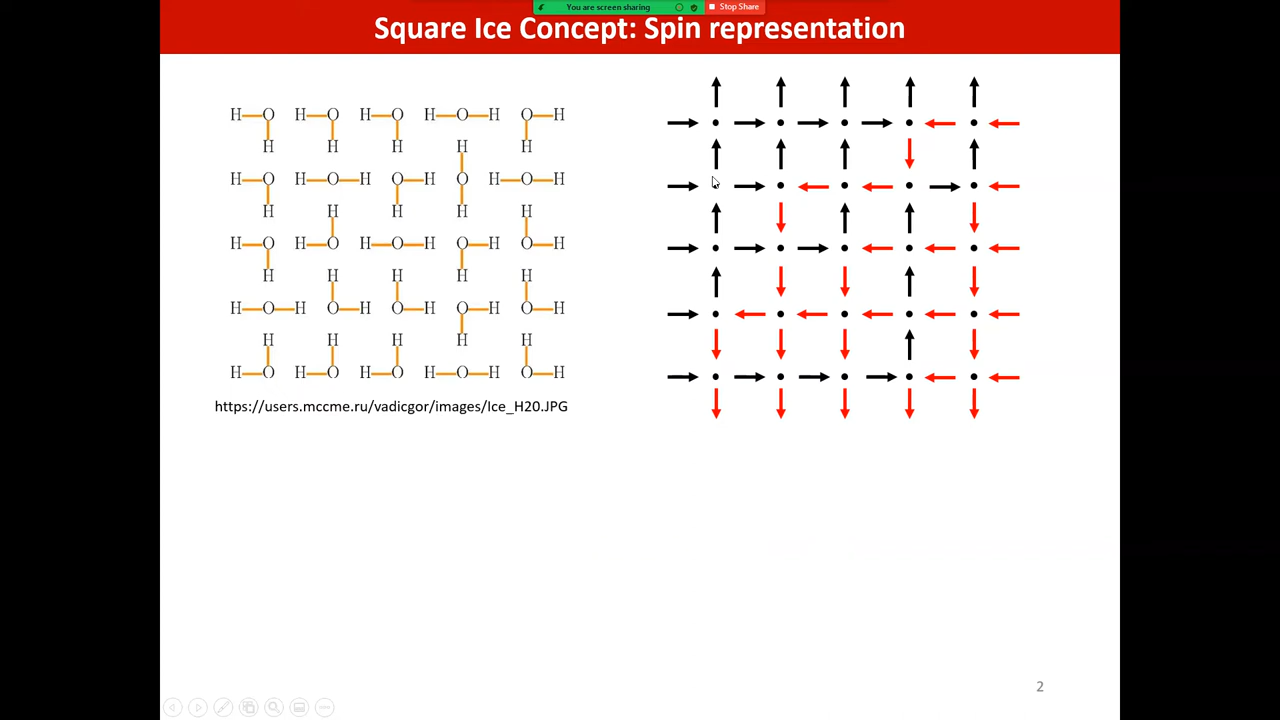 You are screen sharing
Stop Share
Square Ice Concept: Spin representation
H O H O H O H O H O H
H H H H H
H O H O H O H O H O H
H H H H H
H O H O H O H O H O H
H H H H H
H O H O H O H O H O H
H H H H H
H O H O H O H O H O H
https://users.mccme.ru/vadicgor/images/Ice_H20.JPG
2